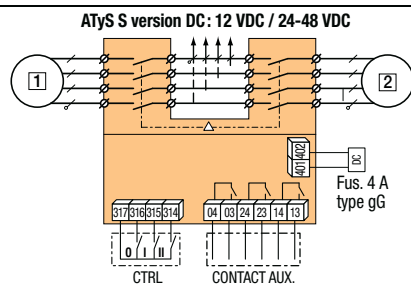 ATyS S version DC: 12 VDC / 24-48 VDC
1
2
401 402
DC
Fus. 4 A
type gG
317 316 315 314
04 03 24 23 14 13
0 I II
CTRL
CONTACT AUX.